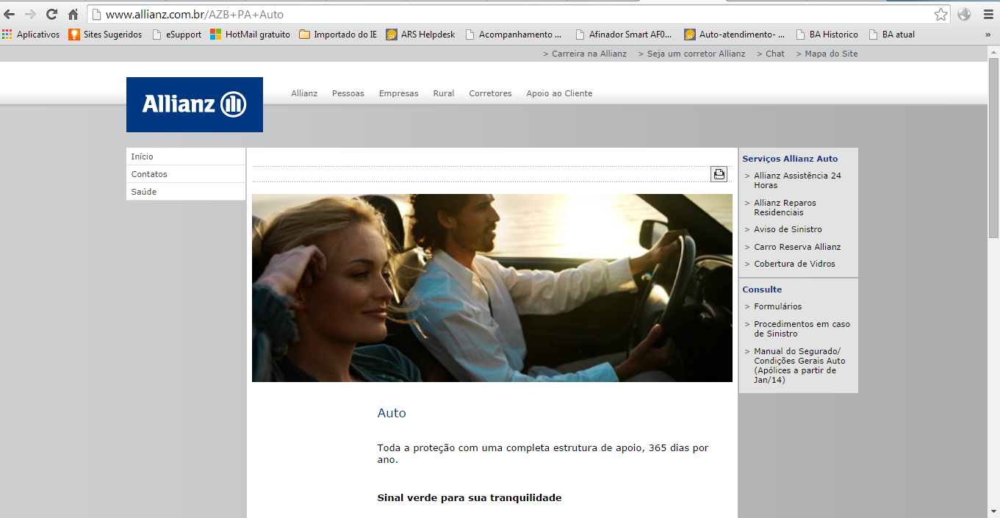 www.allianz.com.br/AZB+PA+Auto
Aplicativos Sites Sugeridos eSupport HotMail gratuito Importado do IE ARS Helpdesk Acompanhamento ... Afinador Smart AF0... Auto-atendimento- ... BA Historico BA atual »
> Carreira na Allianz > Seja um corretor Allianz > Chat > Mapa do Site
Allianz
Allianz Pessoas Empresas Rural Corretores Apoio ao Cliente
Início
Contatos
Saúde
Auto
Toda a proteção com uma completa estrutura de apoio, 365 dias por
ano.
Sinal verde para sua tranquilidade
Serviços Allianz Auto
> Allianz Assistência 24
Horas
> Allianz Reparos
Residenciais
> Aviso de Sinistro
> Carro Reserva Allianz
> Cobertura de Vidros
Consulte
> Formulários
> Procedimentos em caso
de Sinistro
> Manual do Segurado/
Condições Gerais Auto
(Apólices a partir de
Jan/14)